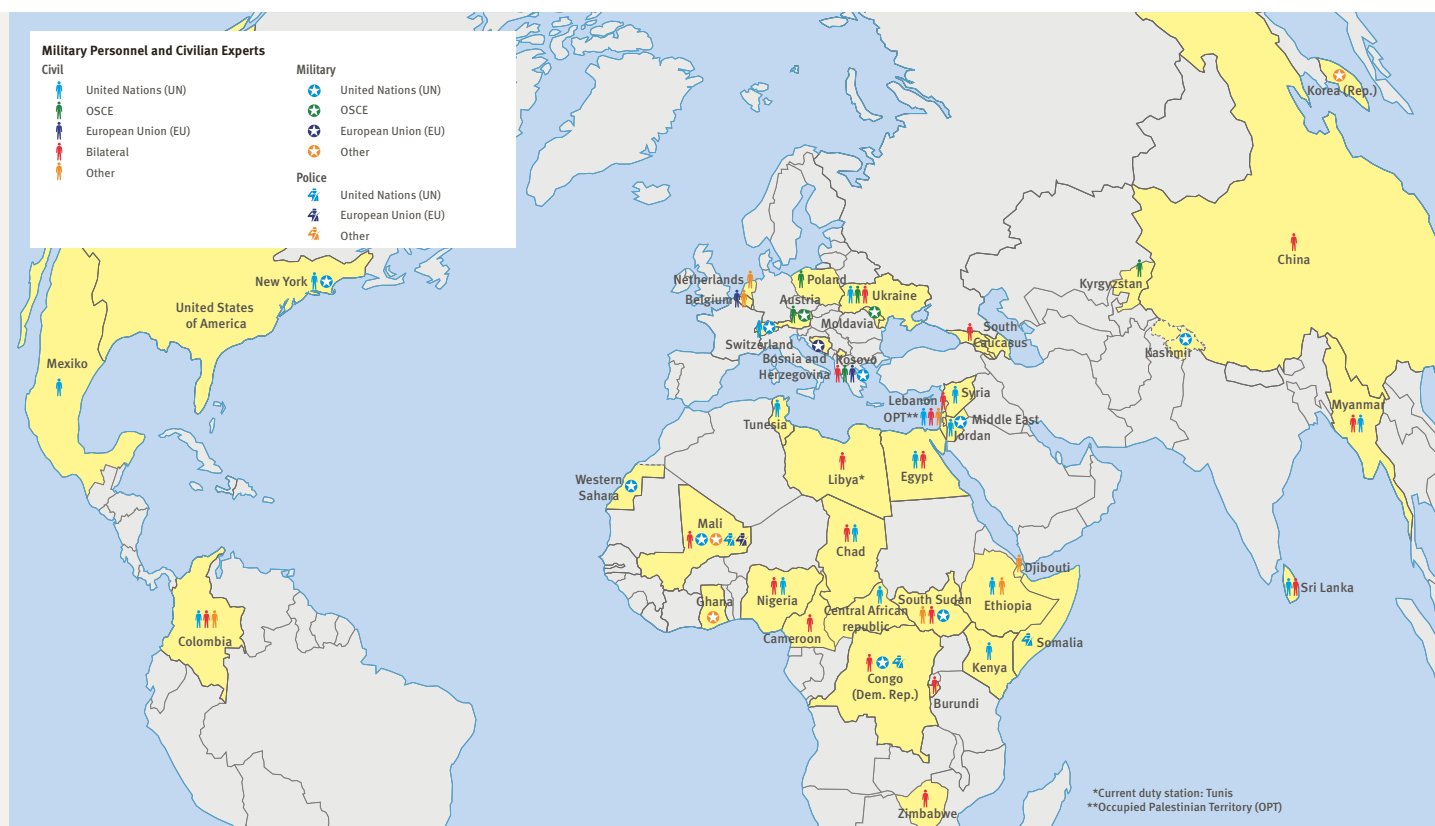 Military Personnel and Civilian Experts
Civil
United Nations (UN)
OSCE
European Union (EU)
Bilateral
Other
Military
United Nations (UN)
OSCE
European Union (EU)
Other
Police
United Nations (UN)
European Union (EU)
Other
Korea (Rep.)
China
Kyrgyzstan
Kashmir
Myanmar
Sri Lanka
New York
United States
of America
Mexiko
Colombia
Netherlands
Belgium
Poland
Austria
Ukraine
Moldavia
Switzerland
Bosnia and
Herzegovina
Kosovo
South
Caucasus
Syria
Lebanon
OPT**
Middle East
Jordan
Tunesia
Libya*
Egypt
Western
Sahara
Mali
Chad
Ghana
Nigeria
Cameroon
Central African
republic
South Sudan
Ethiopia
Djibouti
Somalia
Kenya
Congo
(Dem. Rep.)
Burundi
Zimbabwe
*Current duty station: Tunis
**Occupied Palestinian Territory (OPT)